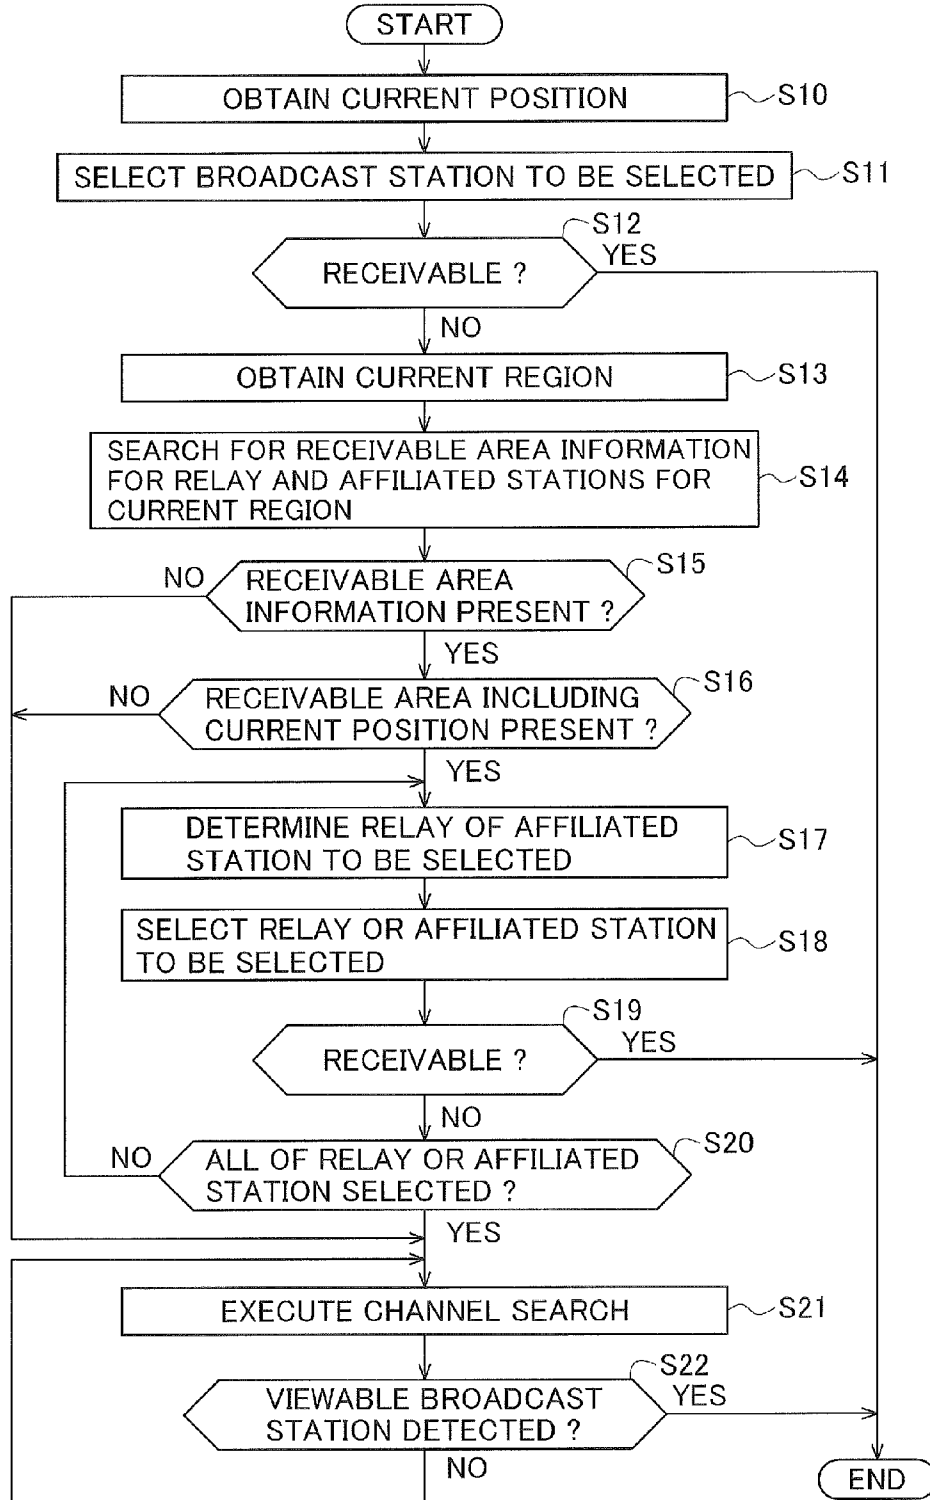 START
OBTAIN CURRENT POSITION
S10
SELECT BROADCAST STATION TO BE SELECTED
S11
S12
RECEIVABLE ?
YES
NO
OBTAIN CURRENT REGION
S13
SEARCH FOR RECEIVABLE AREA INFORMATION
FOR RELAY AND AFFILIATED STATIONS FOR
CURRENT REGION
S14
NO
RECEIVABLE AREA
INFORMATION PRESENT ?
S15
YES
NO
RECEIVABLE AREA INCLUDING
CURRENT POSITION PRESENT ?
S16
YES
DETERMINE RELAY OF AFFILIATED
STATION TO BE SELECTED
S17
SELECT RELAY OR AFFILIATED STATION
TO BE SELECTED
S18
S19
RECEIVABLE ?
YES
NO
NO
ALL OF RELAY OR AFFILIATED
STATION SELECTED ?
S20
YES
EXECUTE CHANNEL SEARCH
S21
S22
VIEWABLE BROADCAST
STATION DETECTED ?
YES
NO
END